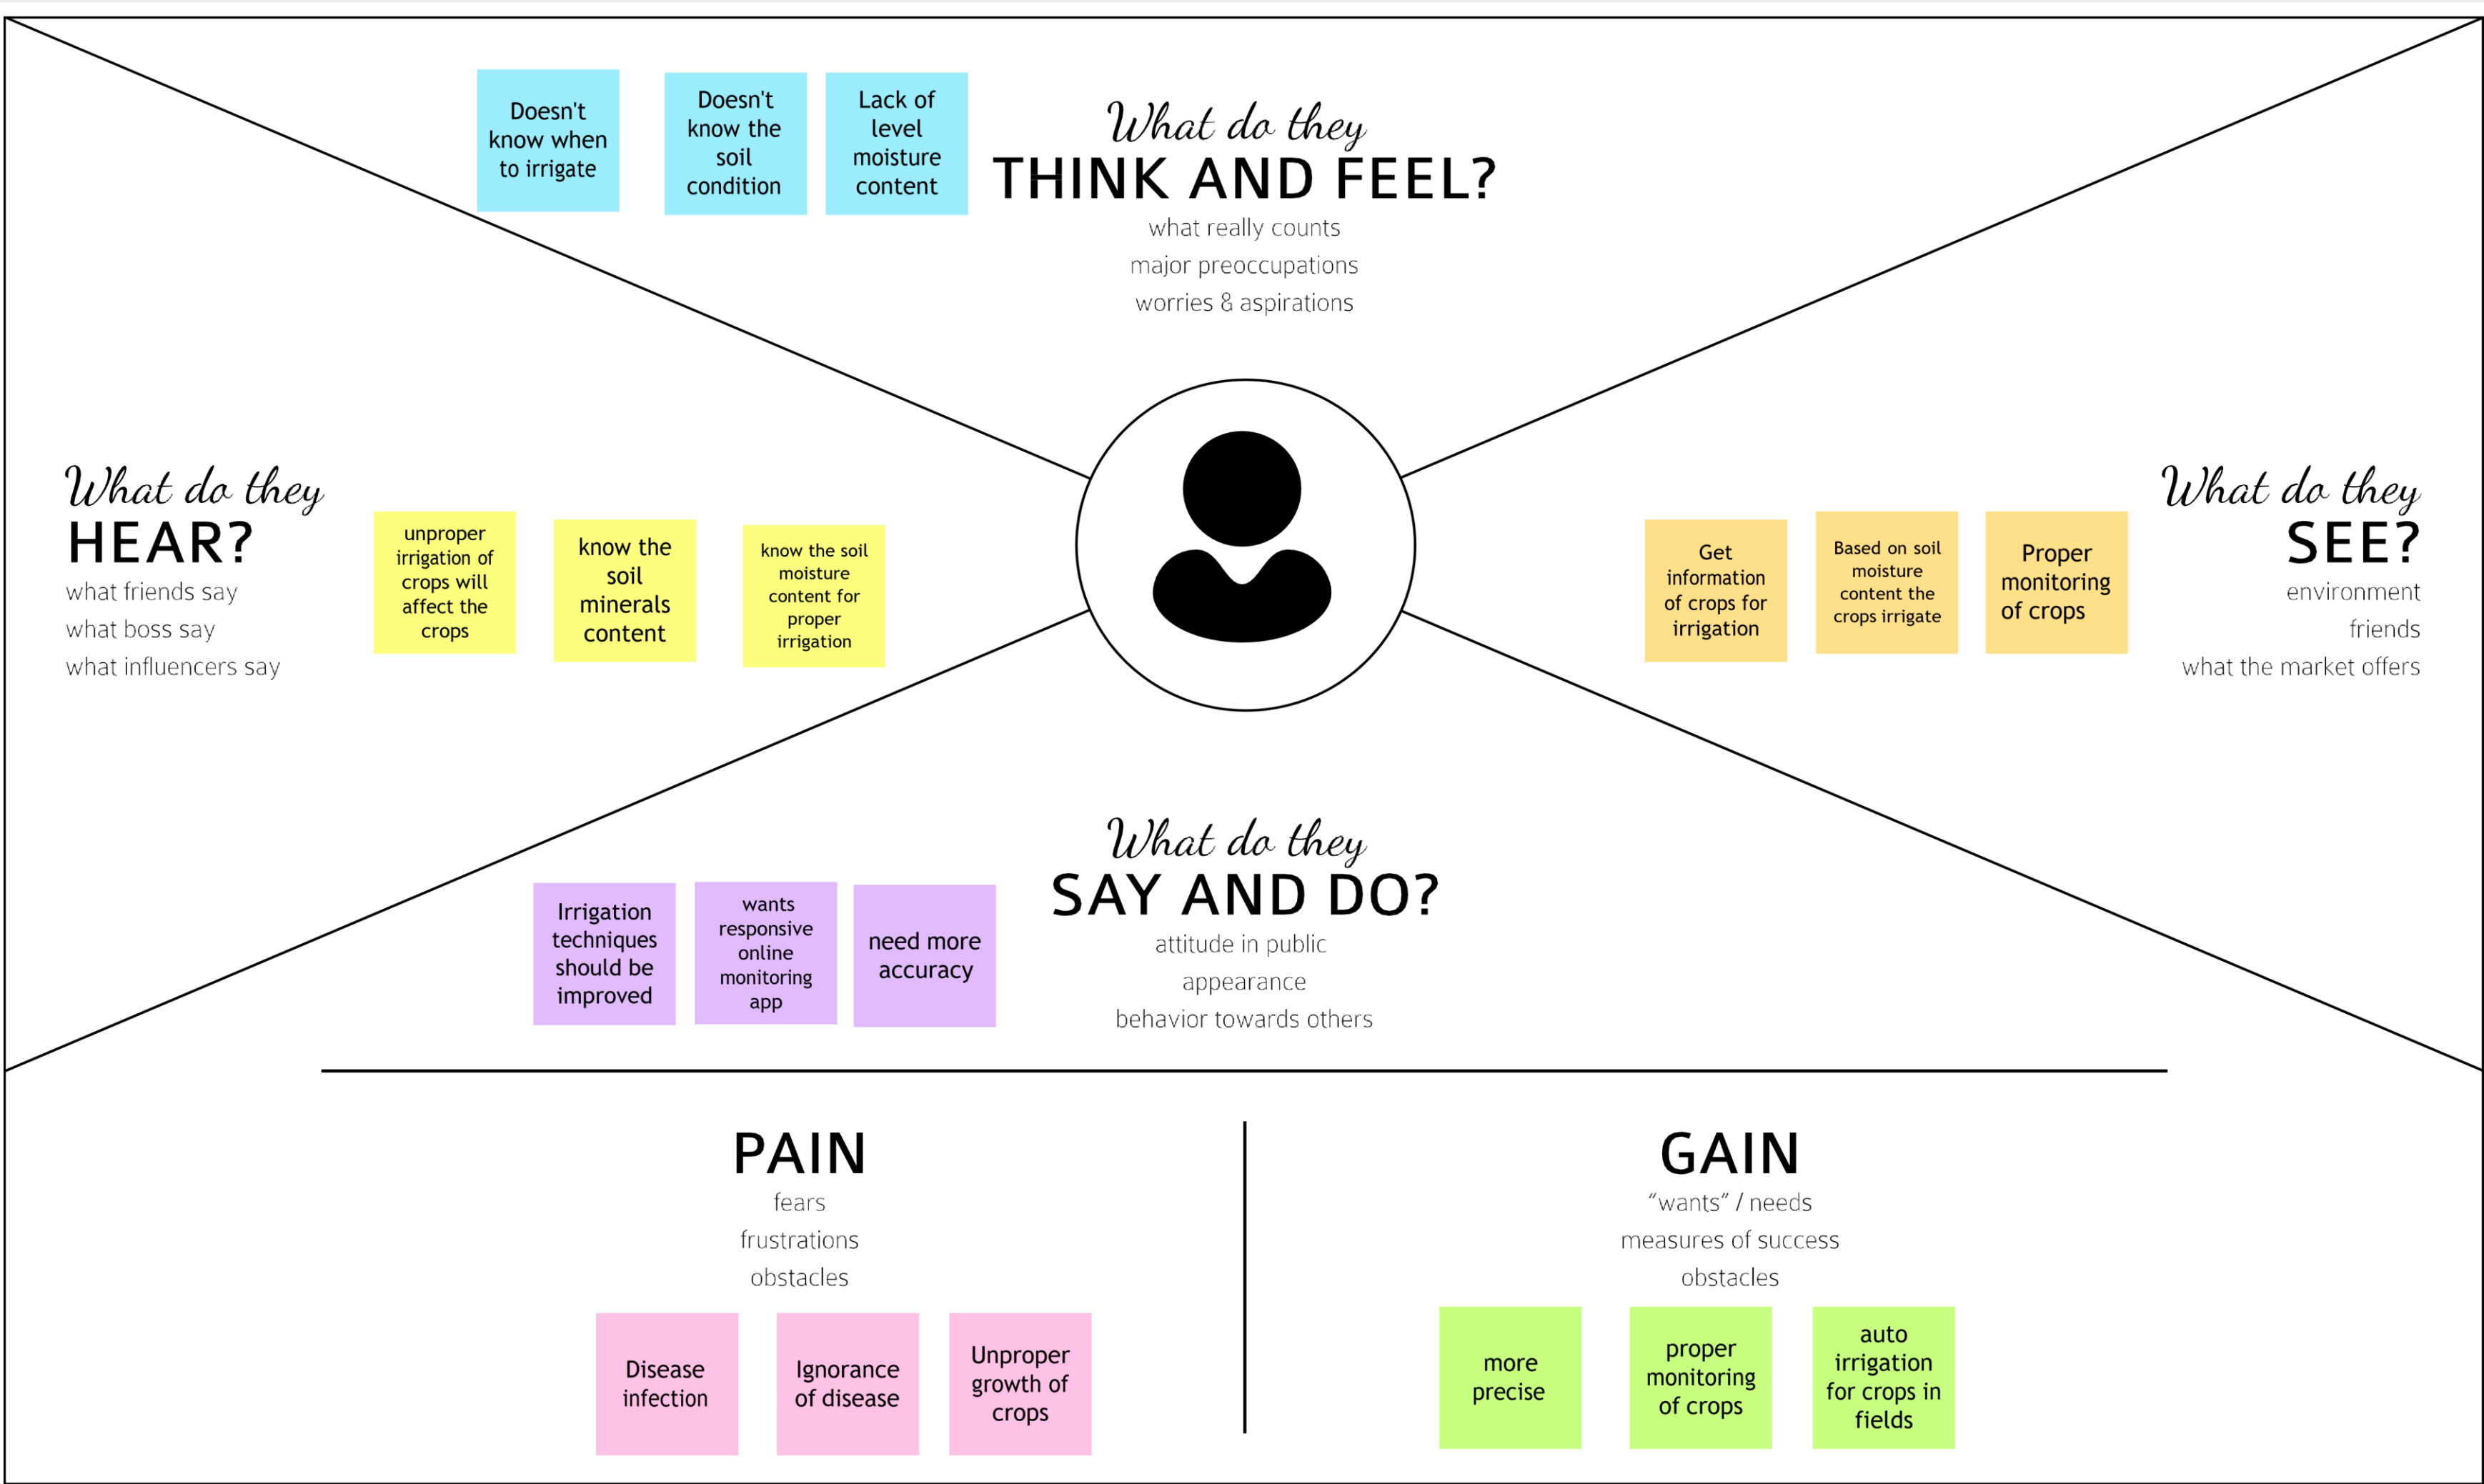 Doesn't
know when
to irrigate
Doesn't
know the
soil
condition
Lack of
level
moisture
content
What do they
THINK AND FEEL?
what really counts
major preoccupations
worries & aspirations
What do they
HEAR?
what friends say
what boss say
what influencers say
unproper
irrigation of
crops will
affect the
crops
know the
soil
minerals
content
know the soil
moisture
content for
proper
irrigation
Get
information
of crops for
irrigation
Based on soil
moisture
content the
crops irrigate
Proper
monitoring
of crops
What do they
SEE?
environment
friends
what the market offers
What do they
SAY AND DO?
attitude in public
appearance
behavior towards others
Irrigation
techniques
should be
improved
wants
responsive
online
monitoring
app
need more
accuracy
PAIN
fears
frustrations
obstacles
Disease
infection
Ignorance
of disease
Unproper
growth of
crops
GAIN
“wants” / needs
measures of success
obstacles
more
precise
proper
monitoring
of crops
auto
irrigation
for crops in
fields